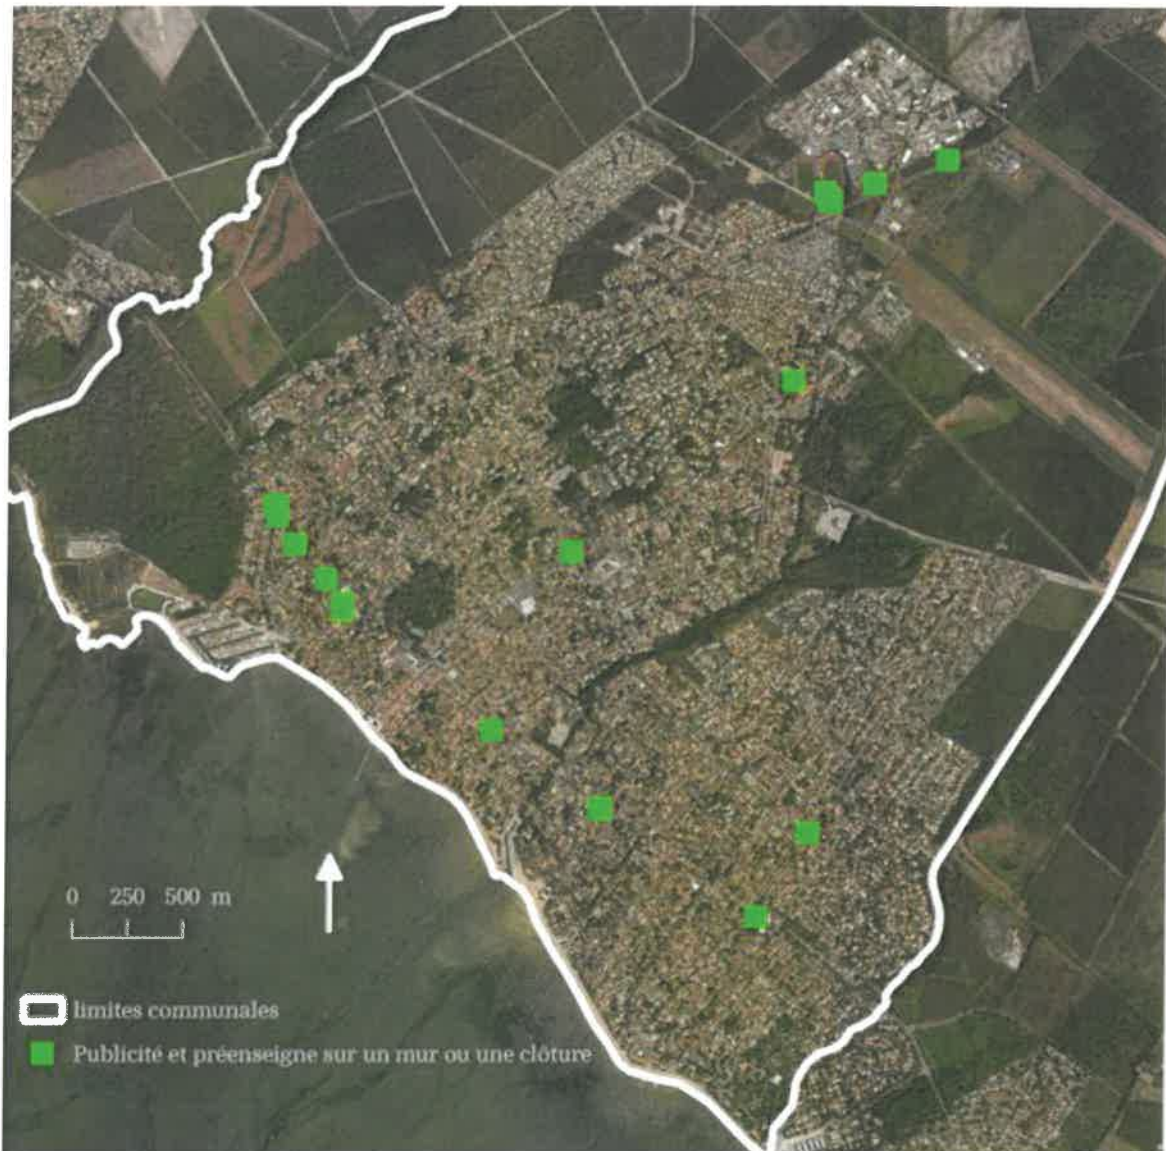 0 250 500 m
limites communales
Publicité et préenseigne sur un mur ou une clôture